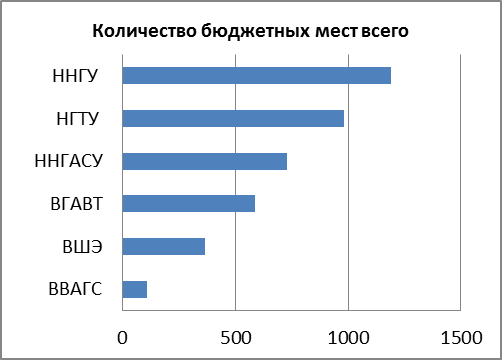 Количество бюджетных мест всего
ННГУ
НГТУ
ННГАСУ
ВГАВТ
ВШЭ
ВВАГС
0 500 1000 1500